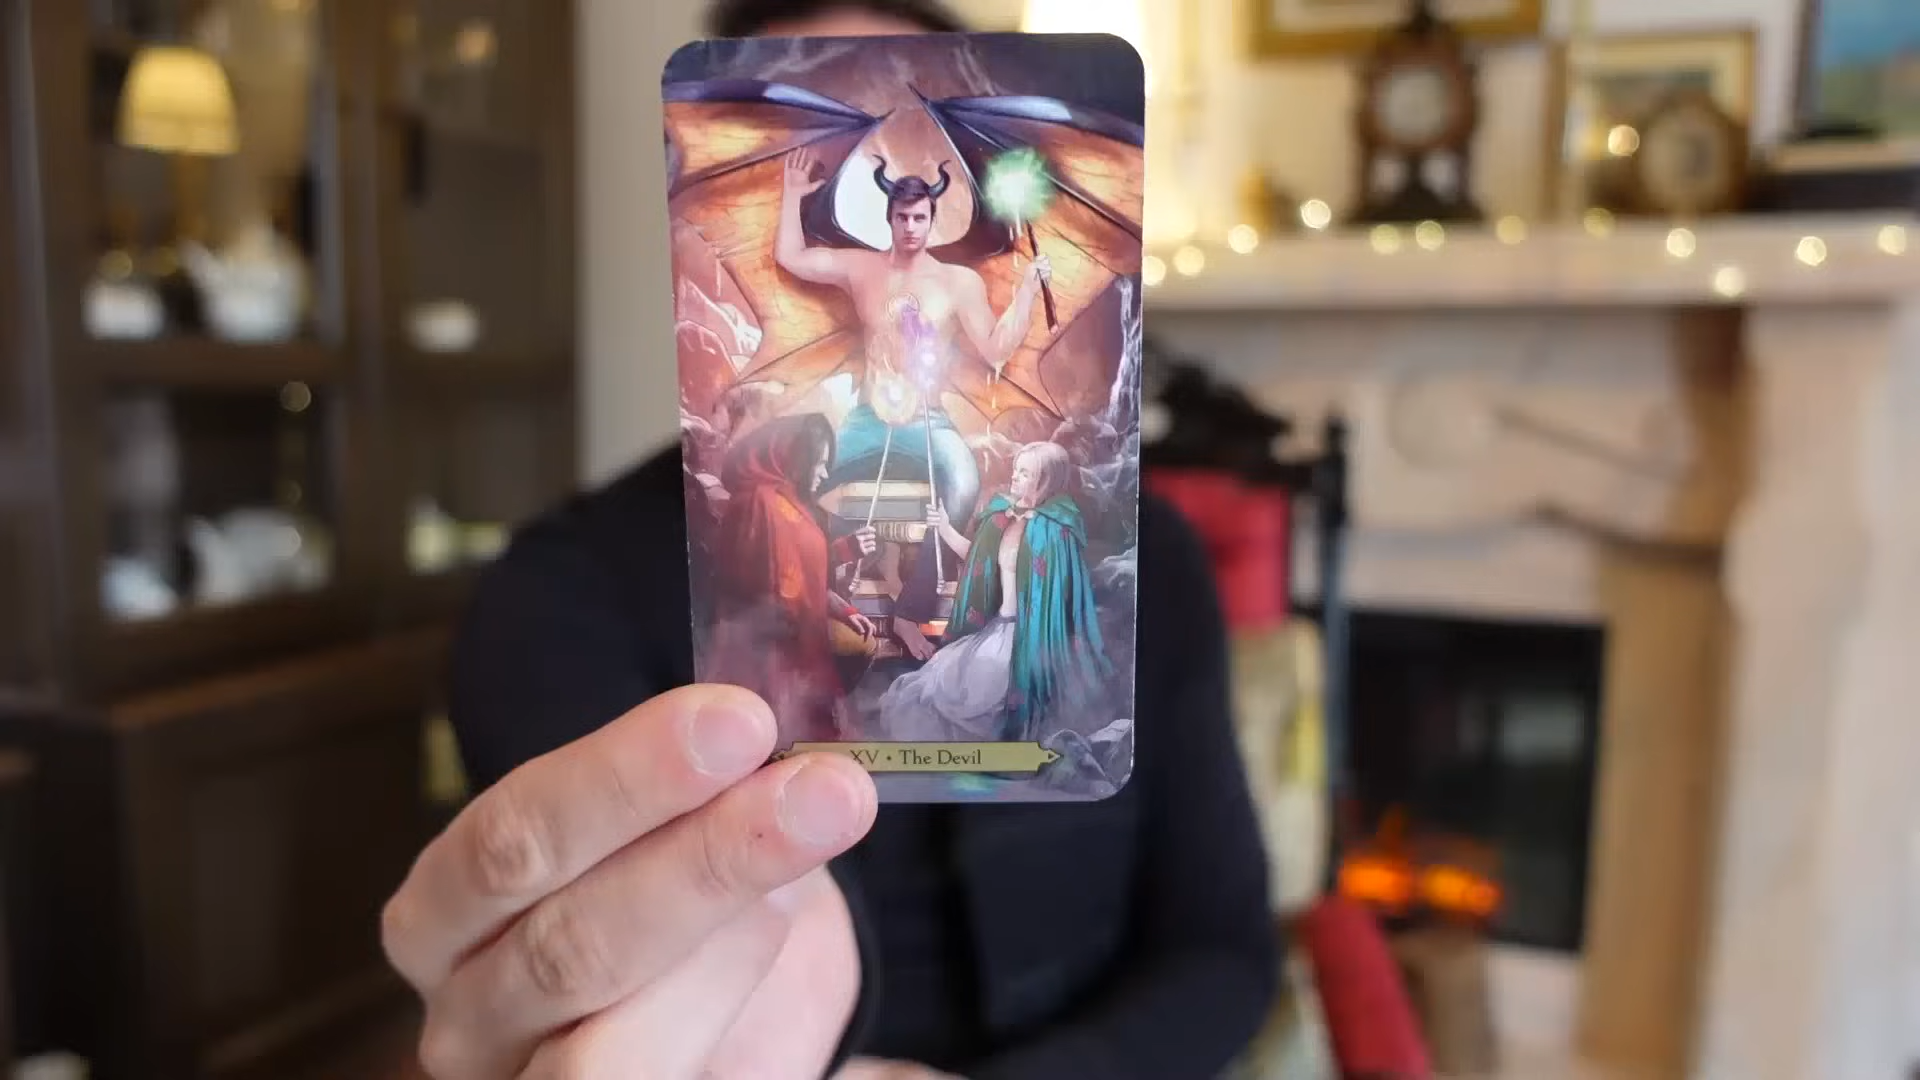 XV • The Devil